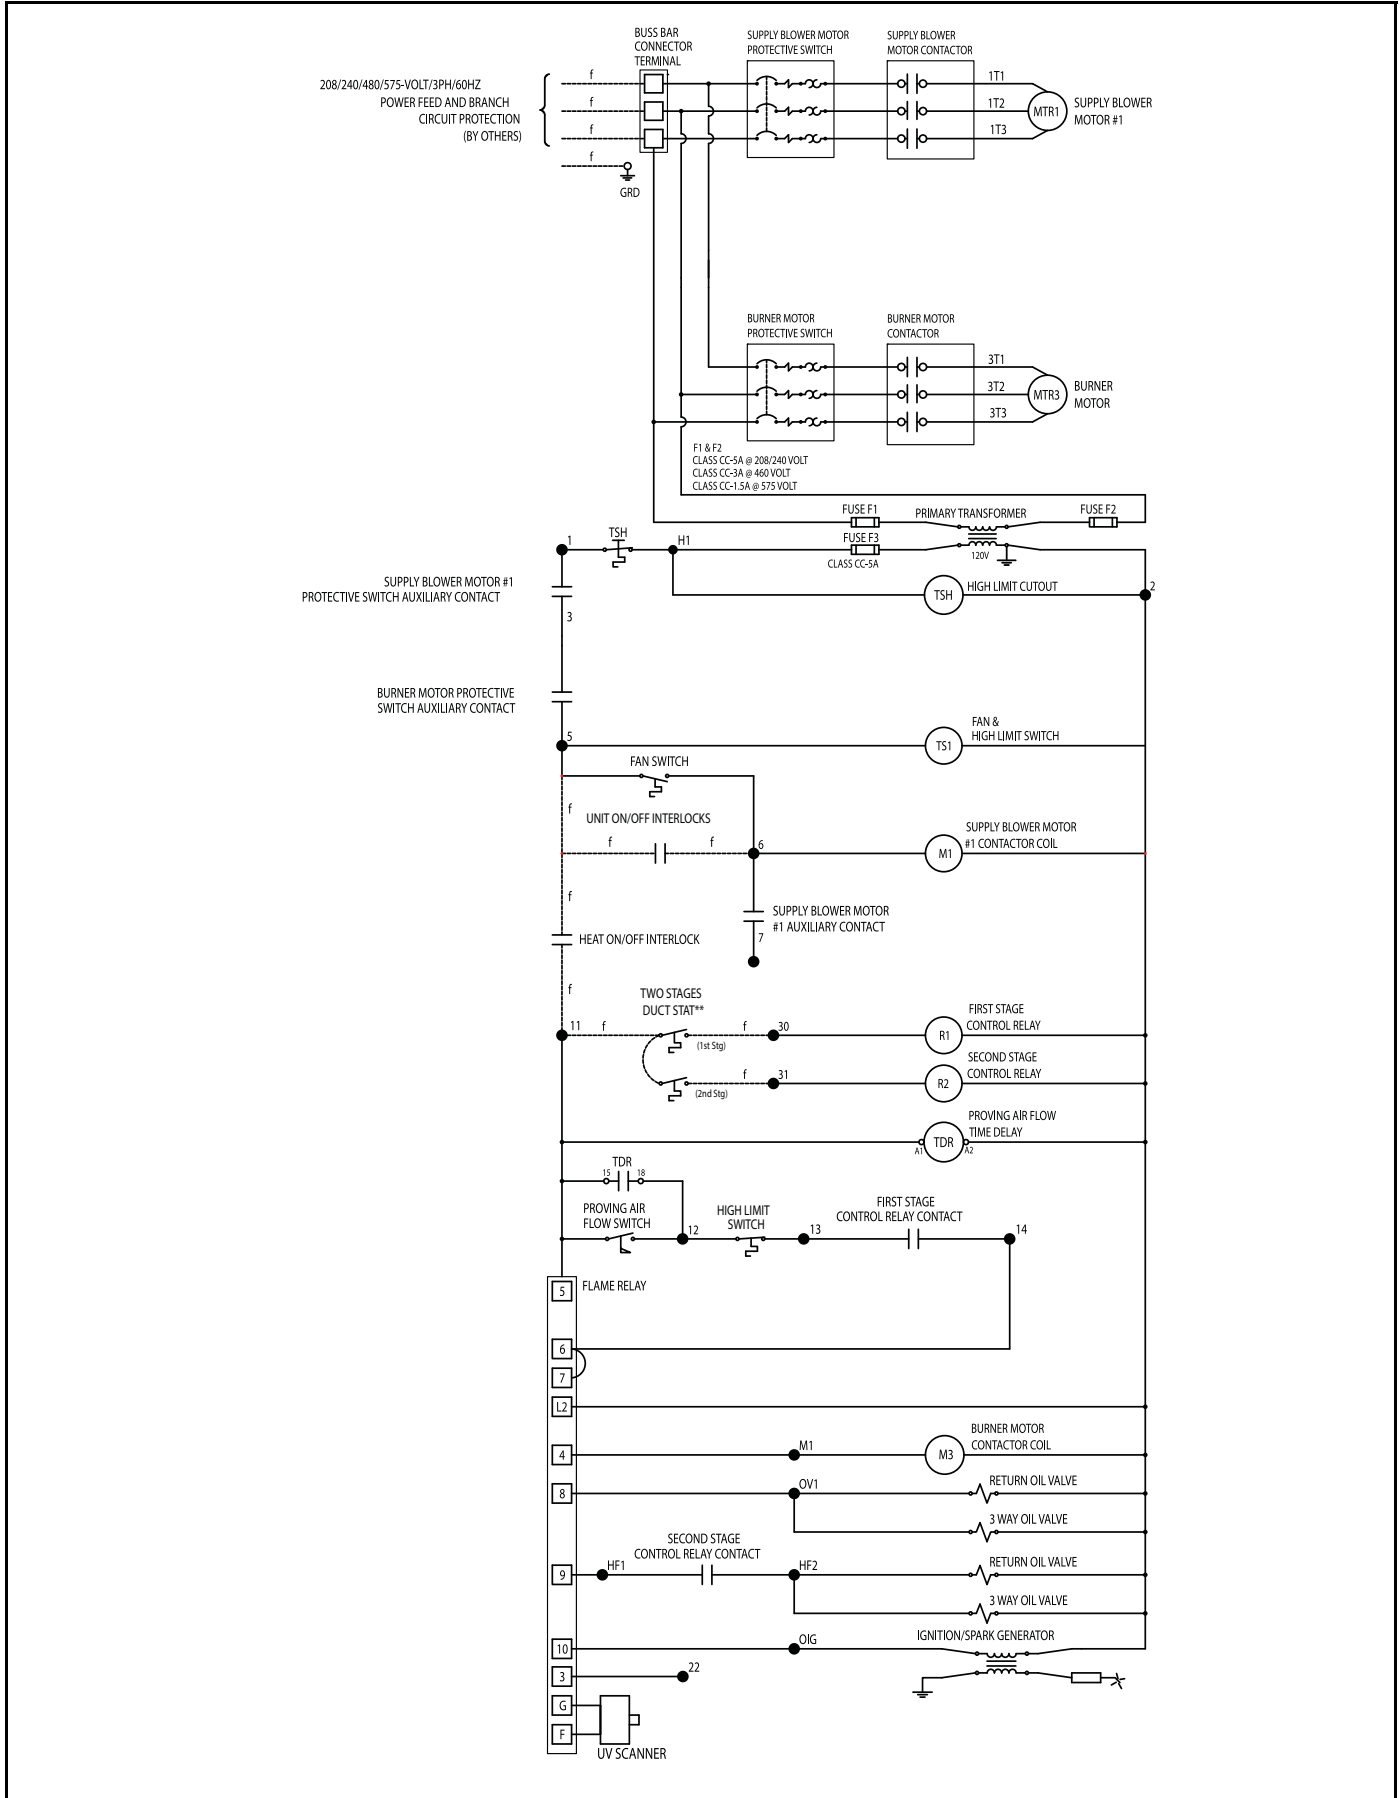 BUSS BAR
CONNECTOR
TERMINAL
SUPPLY BLOWER MOTOR
PROTECTIVE SWITCH
SUPPLY BLOWER
MOTOR CONTACTOR
208/240/480/575-VOLT/3PH/60HZ
POWER FEED AND BRANCH
CIRCUIT PROTECTION
(BY OTHERS)
f
f
f
f
GRD
1T1
1T2
1T3
MTR1
SUPPLY BLOWER
MOTOR #1
BURNER MOTOR
PROTECTIVE SWITCH
BURNER MOTOR
CONTACTOR
3T1
3T2
3T3
MTR3
BURNER
MOTOR
F1 & F2
CLASS CC-5A @ 208/240 VOLT
CLASS CC-3A @ 460 VOLT
CLASS CC-1.5A @ 575 VOLT
FUSE F1
PRIMARY TRANSFORMER
FUSE F2
1
TSH
H1
FUSE F3
CLASS CC-5A
120V
SUPPLY BLOWER MOTOR #1
PROTECTIVE SWITCH AUXILIARY CONTACT
TSH
HIGH LIMIT CUTOUT
2
3
BURNER MOTOR PROTECTIVE
SWITCH AUXILIARY CONTACT
5
TS1
FAN &
HIGH LIMIT SWITCH
FAN SWITCH
f
UNIT ON/OFF INTERLOCKS
f
f
6
M1
SUPPLY BLOWER MOTOR
#1 CONTACTOR COIL
f
HEAT ON/OFF INTERLOCK
SUPPLY BLOWER MOTOR
#1 AUXILIARY CONTACT
7
f
TWO STAGES
DUCT STAT**
11
f
(1st Stg)
f
30
R1
FIRST STAGE
CONTROL RELAY
(2nd Stg)
f
31
R2
SECOND STAGE
CONTROL RELAY
A1
TDR
A2
PROVING AIR FLOW
TIME DELAY
TDR
15
18
PROVING AIR
FLOW SWITCH
12
HIGH LIMIT
SWITCH
13
FIRST STAGE
CONTROL RELAY CONTACT
14
5
FLAME RELAY
6
7
L2
4
M1
M3
BURNER MOTOR
CONTACTOR COIL
8
OV1
RETURN OIL VALVE
3 WAY OIL VALVE
9
HF1
SECOND STAGE
CONTROL RELAY CONTACT
HF2
RETURN OIL VALVE
3 WAY OIL VALVE
10
OIG
IGNITION/SPARK GENERATOR
3
22
G
F
UV SCANNER